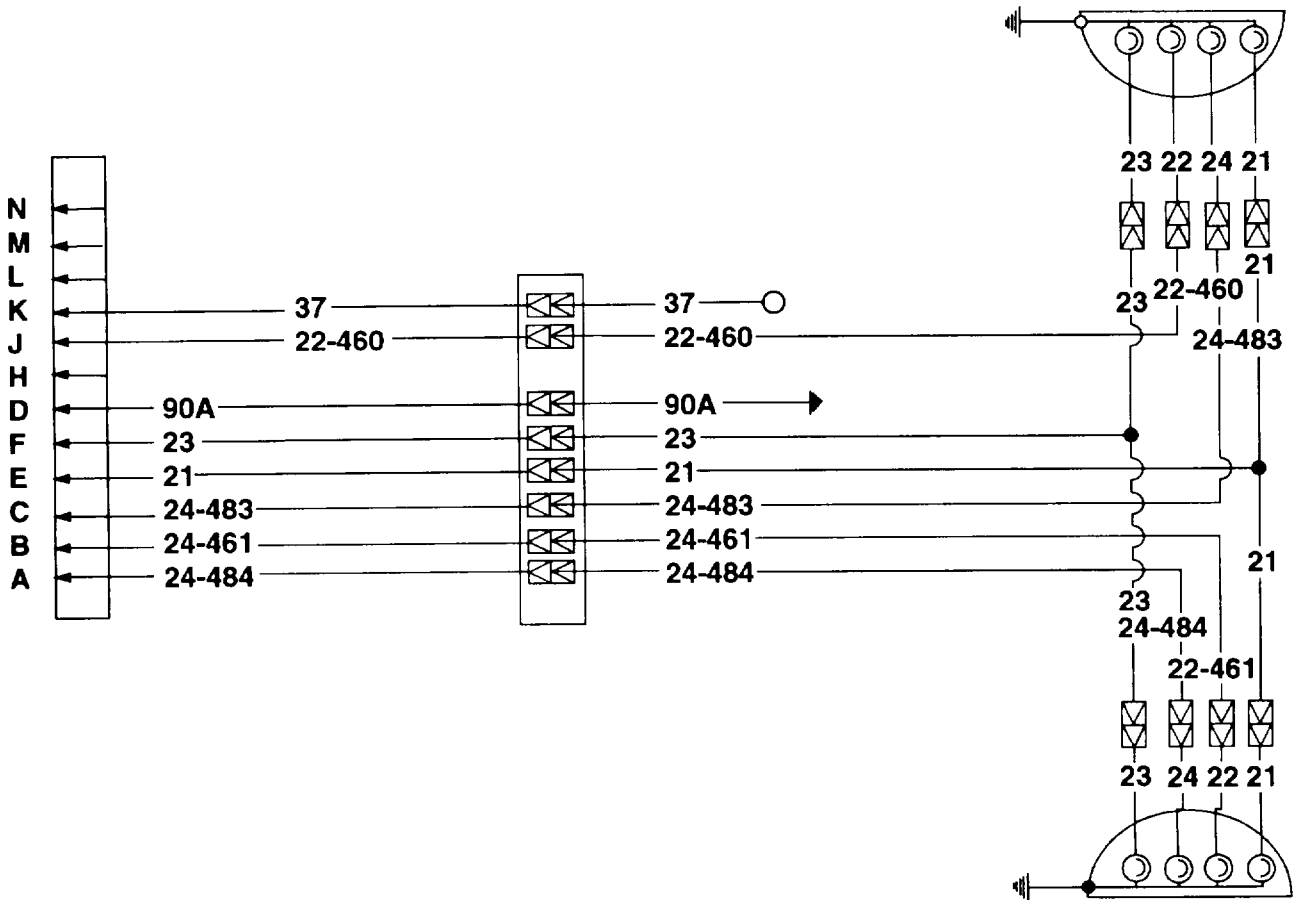 23 22 24 21
N
M
L
K 37 37
J 22-460 22-460
H
D 90A 90A
F 23 23
E 21 21
C 24-483 24-483
B 24-461 24-461
A 24-484 24-484
21
22-460
23
24-483
21
23
24-484
22-461
23 24 22 21